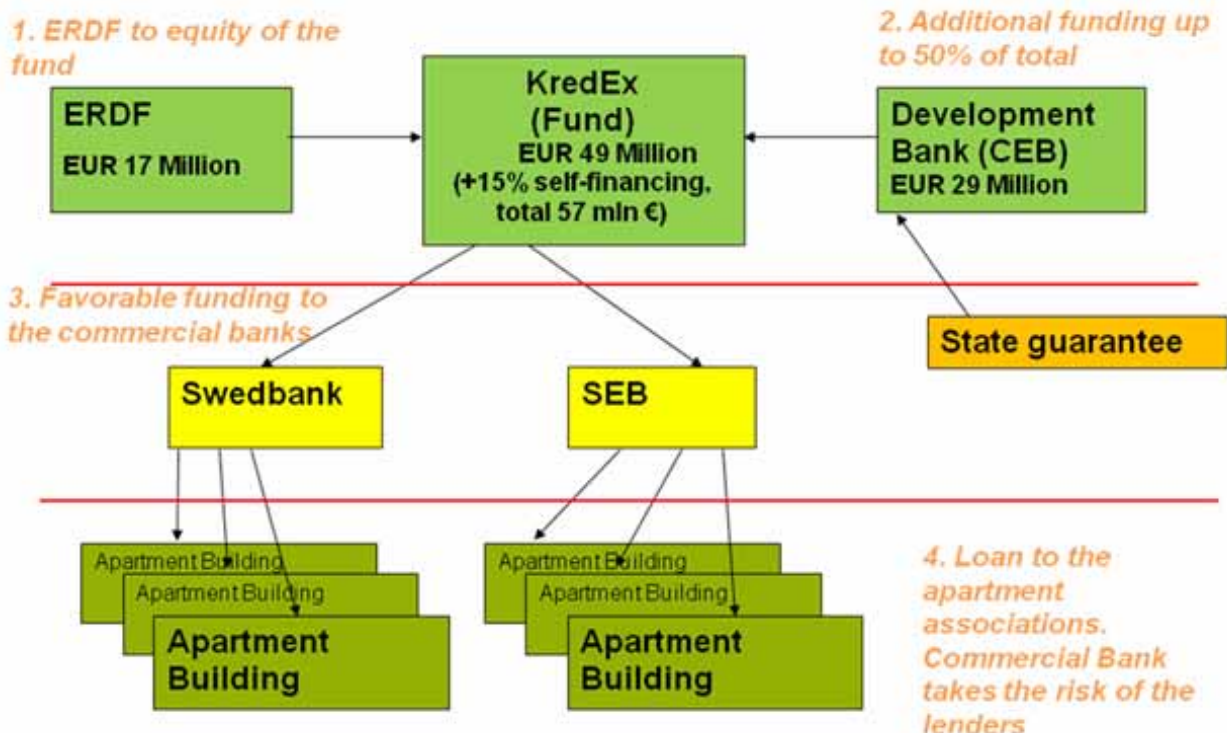 1. ERDF to equity of the
fund
2. Additional funding up
to 50% of total
ERDF
EUR 17 Million
KredEx
(Fund)
EUR 49 Million
(+15% self-financing,
total 57 mln €)
Development
Bank (CEB)
EUR 29 Million
3. Favorable funding to
the commercial banks
State guarantee
Swedbank
SEB
Apartment Building
Apartment Building
Apartment
Building
Apartment Building
Apartment Building
Apartment
Building
4. Loan to the
apartment
associations.
Commercial Bank
takes the risk of the
lenders